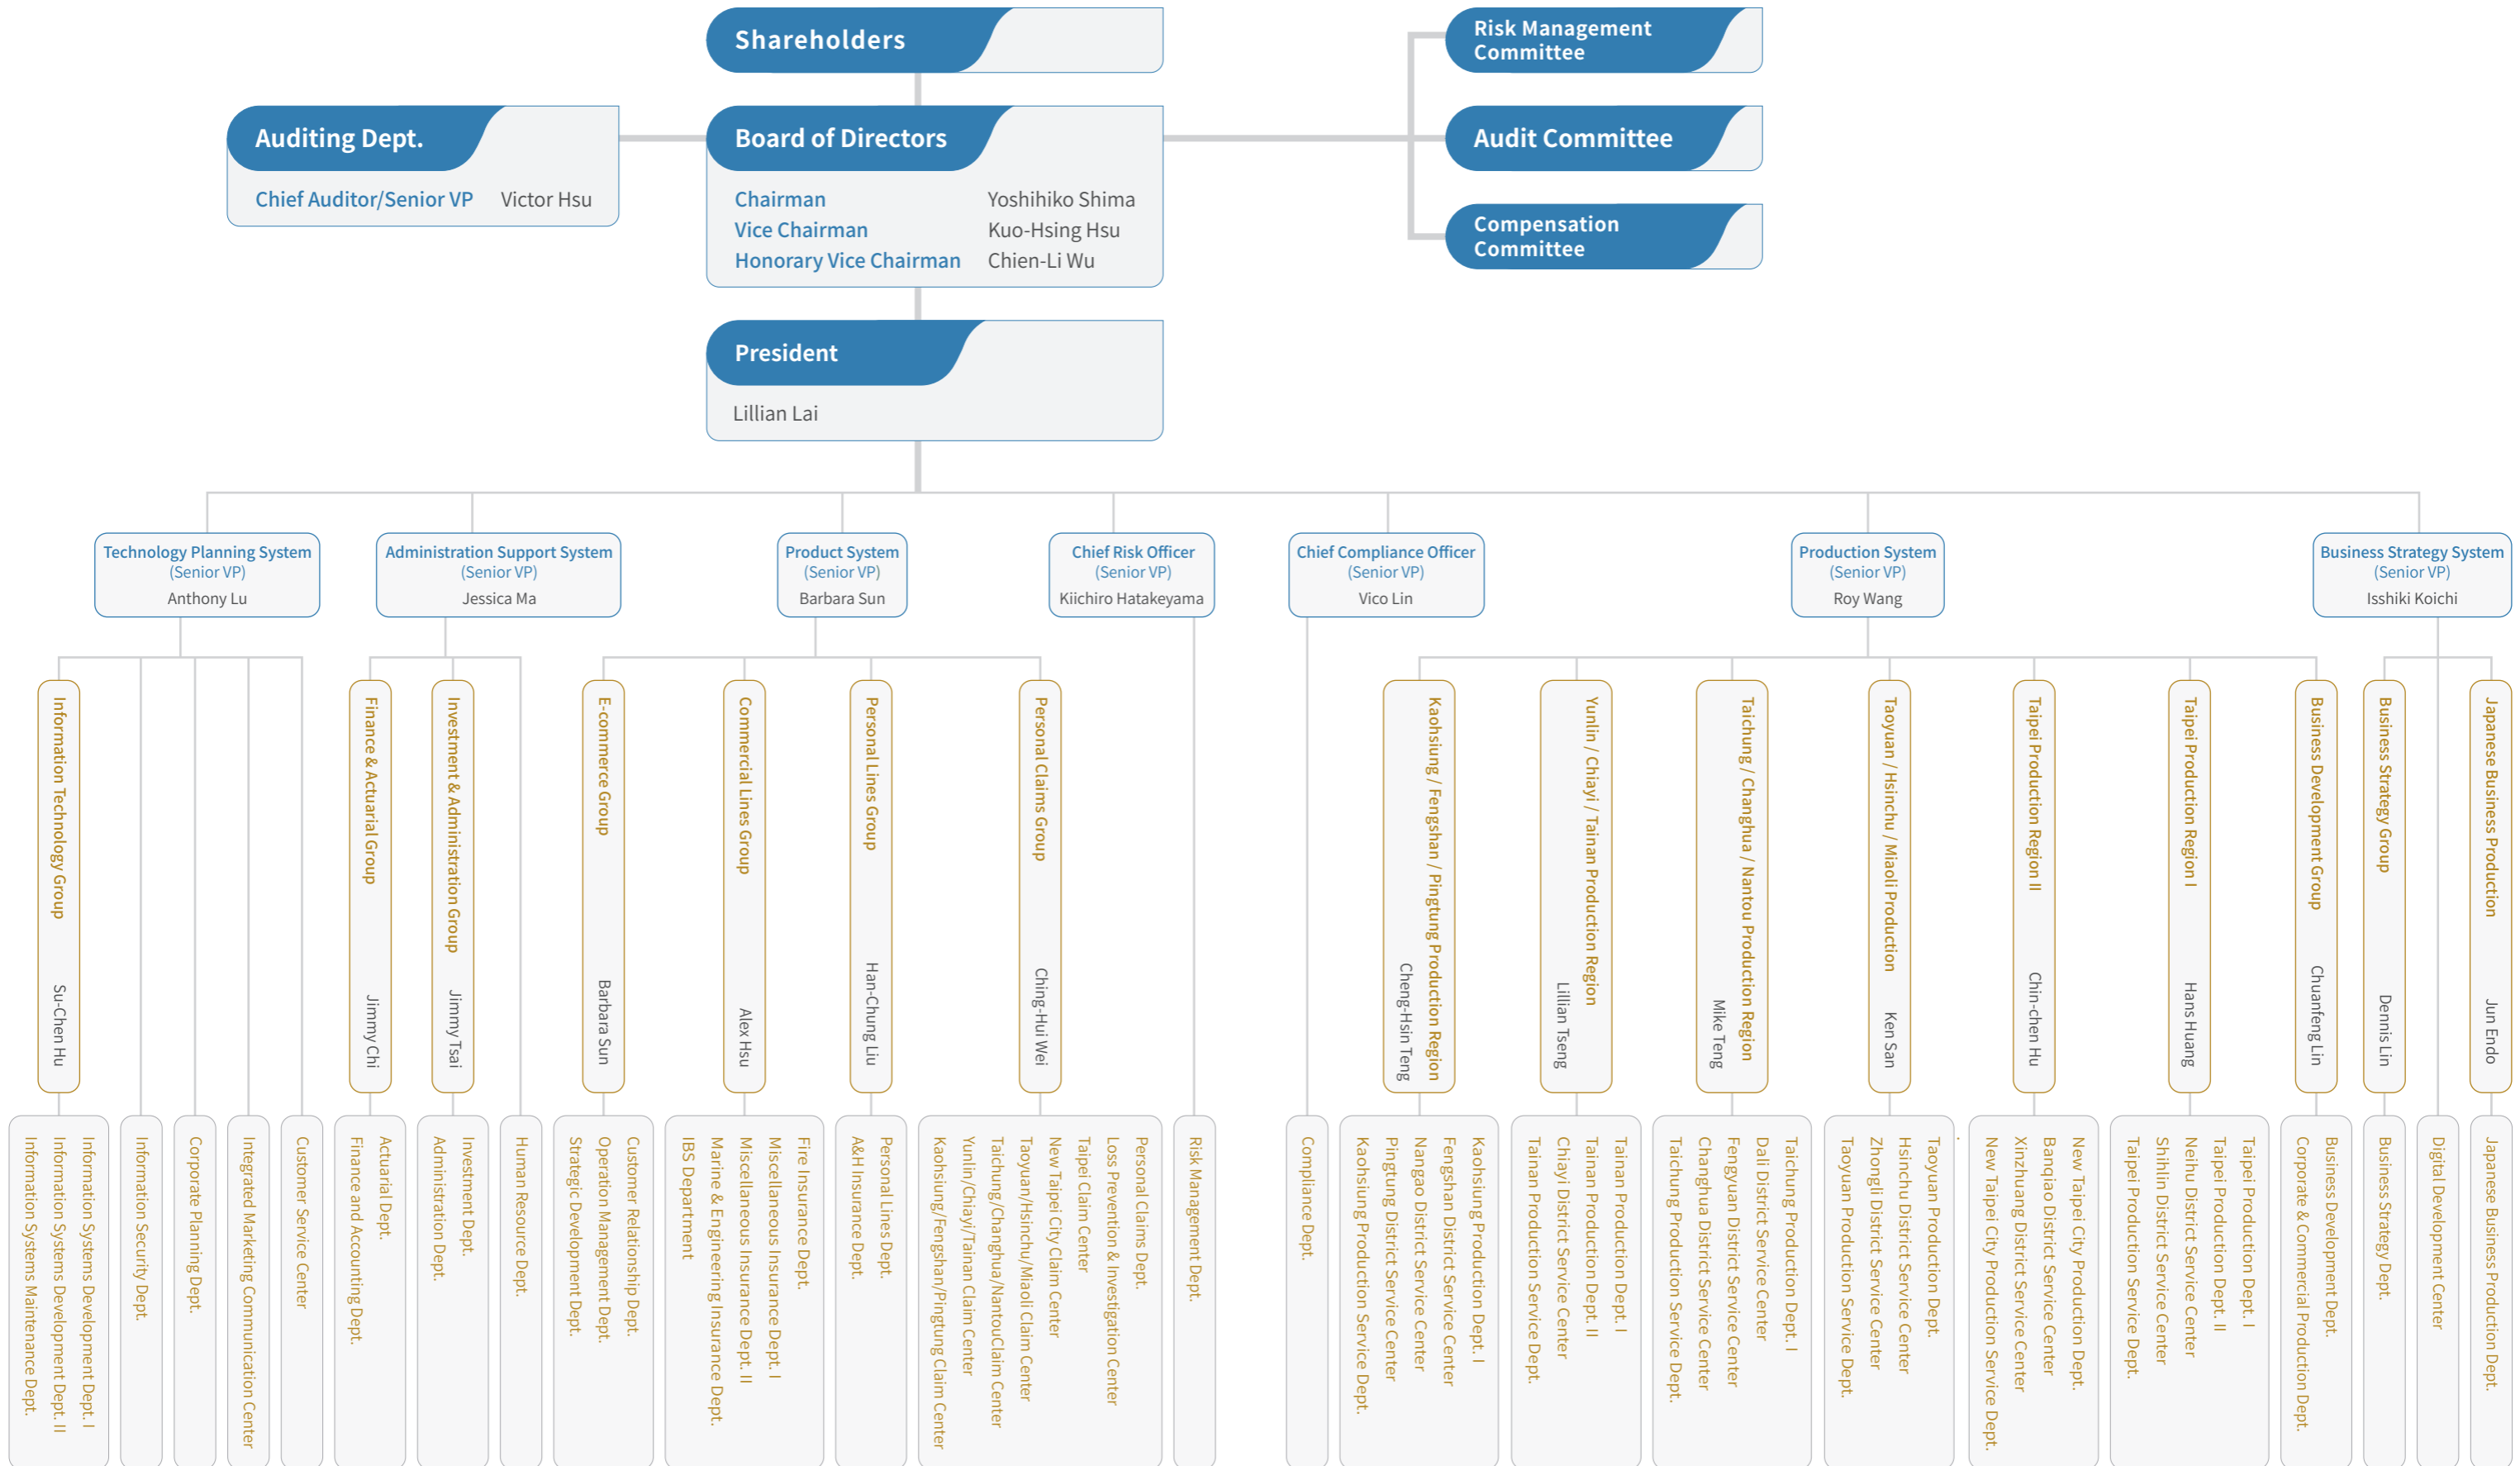 Shareholders
Risk Management
Committee
Auditing Dept.
Chief Auditor/Senior VP Victor Hsu
Board of Directors
Chairman Yoshihiko Shima
Vice Chairman Kuo-Hsing Hsu
Honorary Vice Chairman Chien-Li Wu
Audit Committee
Compensation
Committee
President
Lillian Lai
Technology Planning System
(Senior VP)
Anthony Lu
Administration Support System
(Senior VP)
Jessica Ma
Product System
(Senior VP)
Barbara Sun
Chief Risk Officer
(Senior VP)
Kiichiro Hatakeyama
Chief Compliance Officer
(Senior VP)
Vico Lin
Production System
(Senior VP)
Roy Wang
Business Strategy System
(Senior VP)
Isshiki Koichi
Information Technology Group Su-Chen Hu
Finance & Actuarial Group Jimmy Chi
Investment & Administration Group Jimmy Tsai
E-commerce Group Barbara Sun
Commercial Lines Group Alex Hsu
Personal Lines Group Han-Chung Liu
Personal Claims Group Ching-Hui Wei
Kaohsiung / Fengshan / Pingtung Production Region
Cheng-Hsin Teng
Yunlin / Chiayi / Tainan Production Region
Lillian Tseng
Taichung / Changhua / Nantou Production Region
Mike Teng
Taoyuan / Hsinchu / Miaoli Production Ken San
Taipei Production Region II Chin-chen Hu
Taipei Production Region I Hans Huang
Business Development Group Chuanfeng Lin
Business Strategy Group Dennis Lin
Japanese Business Production Jun Endo
Information Systems Development Dept. I
Information Systems Development Dept. II
Information Systems Maintenance Dept.
Information Security Dept.
Corporate Planning Dept.
Integrated Marketing Communication Center
Customer Service Center
Actuarial Dept.
Finance and Accounting Dept.
Investment Dept.
Administration Dept.
Human Resource Dept.
Customer Relationship Dept.
Operation Management Dept.
Strategic Development Dept.
Fire Insurance Dept.
Miscellaneous Insurance Dept. I
Miscellaneous Insurance Dept. II
Marine & Engineering Insurance Dept.
IBS Department
Personal Lines Dept.
A&H Insurance Dept.
Personal Claims Dept.
Loss Prevention & Investigation Center
Taipei Claim Center
New Taipei City Claim Center
Taoyuan/Hsinchu/Miaoli Claim Center
Taichung/Changhua/NantouClaim Center
Yunlin/Chiayi/Tainan Claim Center
Kaohsiung/Fengshan/Pingtung Claim Center
Risk Management Dept.
Compliance Dept.
Kaohsiung Production Dept. I
Fengshan District Service Center
Nangao District Service Center
Pingtung District Service Center
Kaohsiung Production Service Dept.
Tainan Production Dept. I
Tainan Production Dept. II
Chiayi District Service Center
Tainan Production Service Dept.
Taichung Production Dept. I
Dali District Service Center
Fengyuan District Service Center
Changhua District Service Center
Taichung Production Service Dept.
Taoyuan Production Dept.
Hsinchu District Service Center
Zhongli District Service Center
Taoyuan Production Service Dept.
New Taipei City Production Dept.
Banqiao District Service Center
Xinzhuang District Service Center
New Taipei City Production Service Dept.
Taipei Production Dept. I
Taipei Production Dept. II
Neihu District Service Center
Shihlin District Service Center
Taipei Production Service Dept.
Business Development Dept.
Corporate & Commercial Production Dept.
Business Strategy Dept.
Digital Development Center
Japanese Business Production Dept.